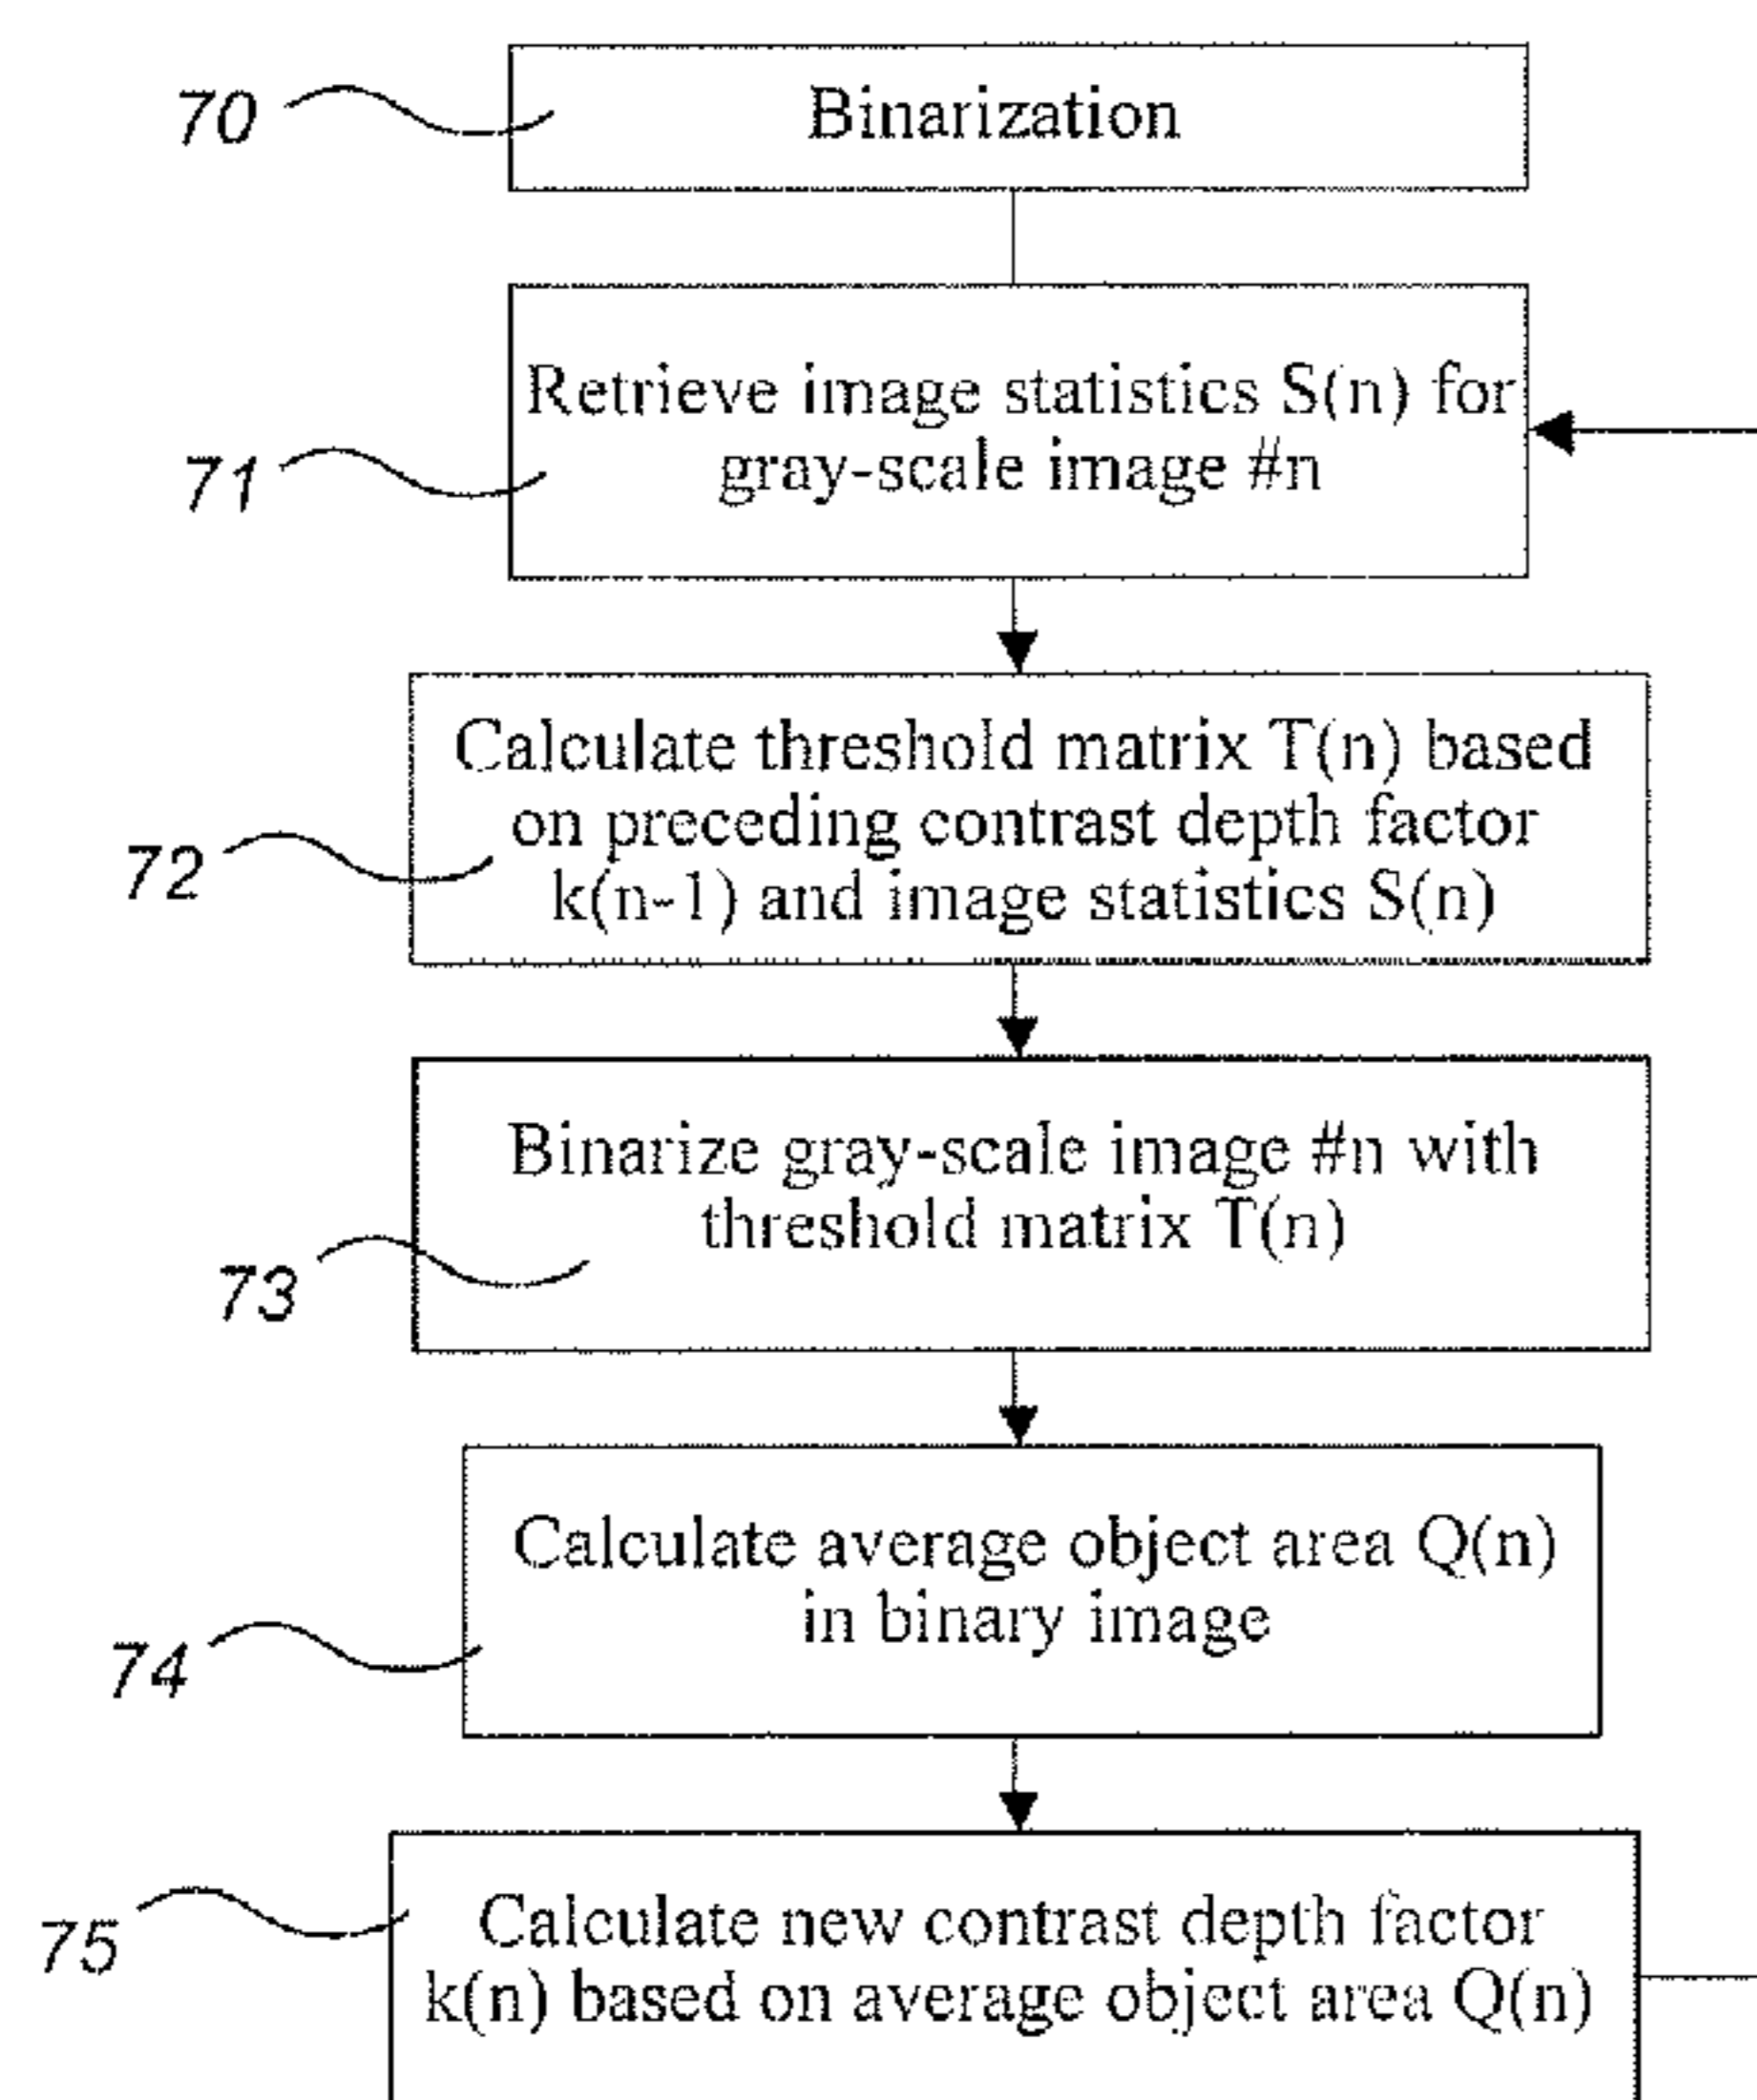 70
Binarization
Retrieve image statistics S(n) for
gray-scale image #n
71
Calculate threshold matrix T(n) based
on preceding contrast depth factor
k(n-1) and image statistics S(n)
72
Binarize gray-scale image #n with
threshold matrix T(n)
73
Calculate average object area Q(n)
in binary image
74
Calculate new contrast depth factor
k(n) based on average object area Q(n)
75